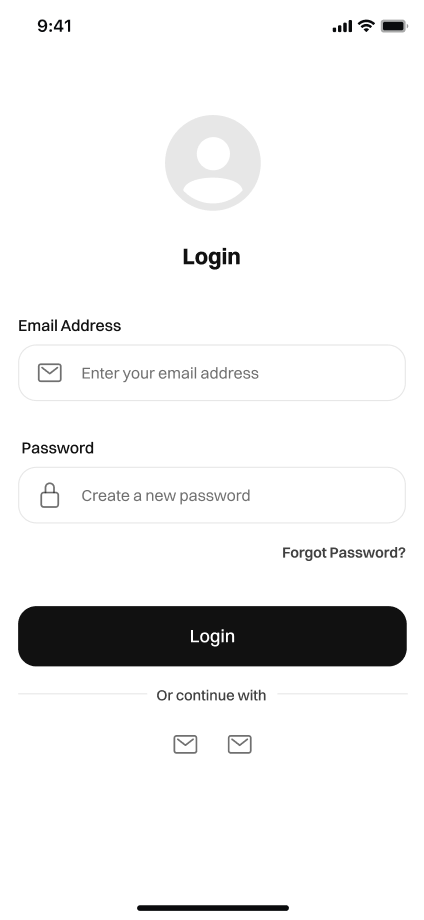 9:41
Login
Email Address
Enter your email address
Password
Create a new password
Forgot Password?
Login
Or continue with